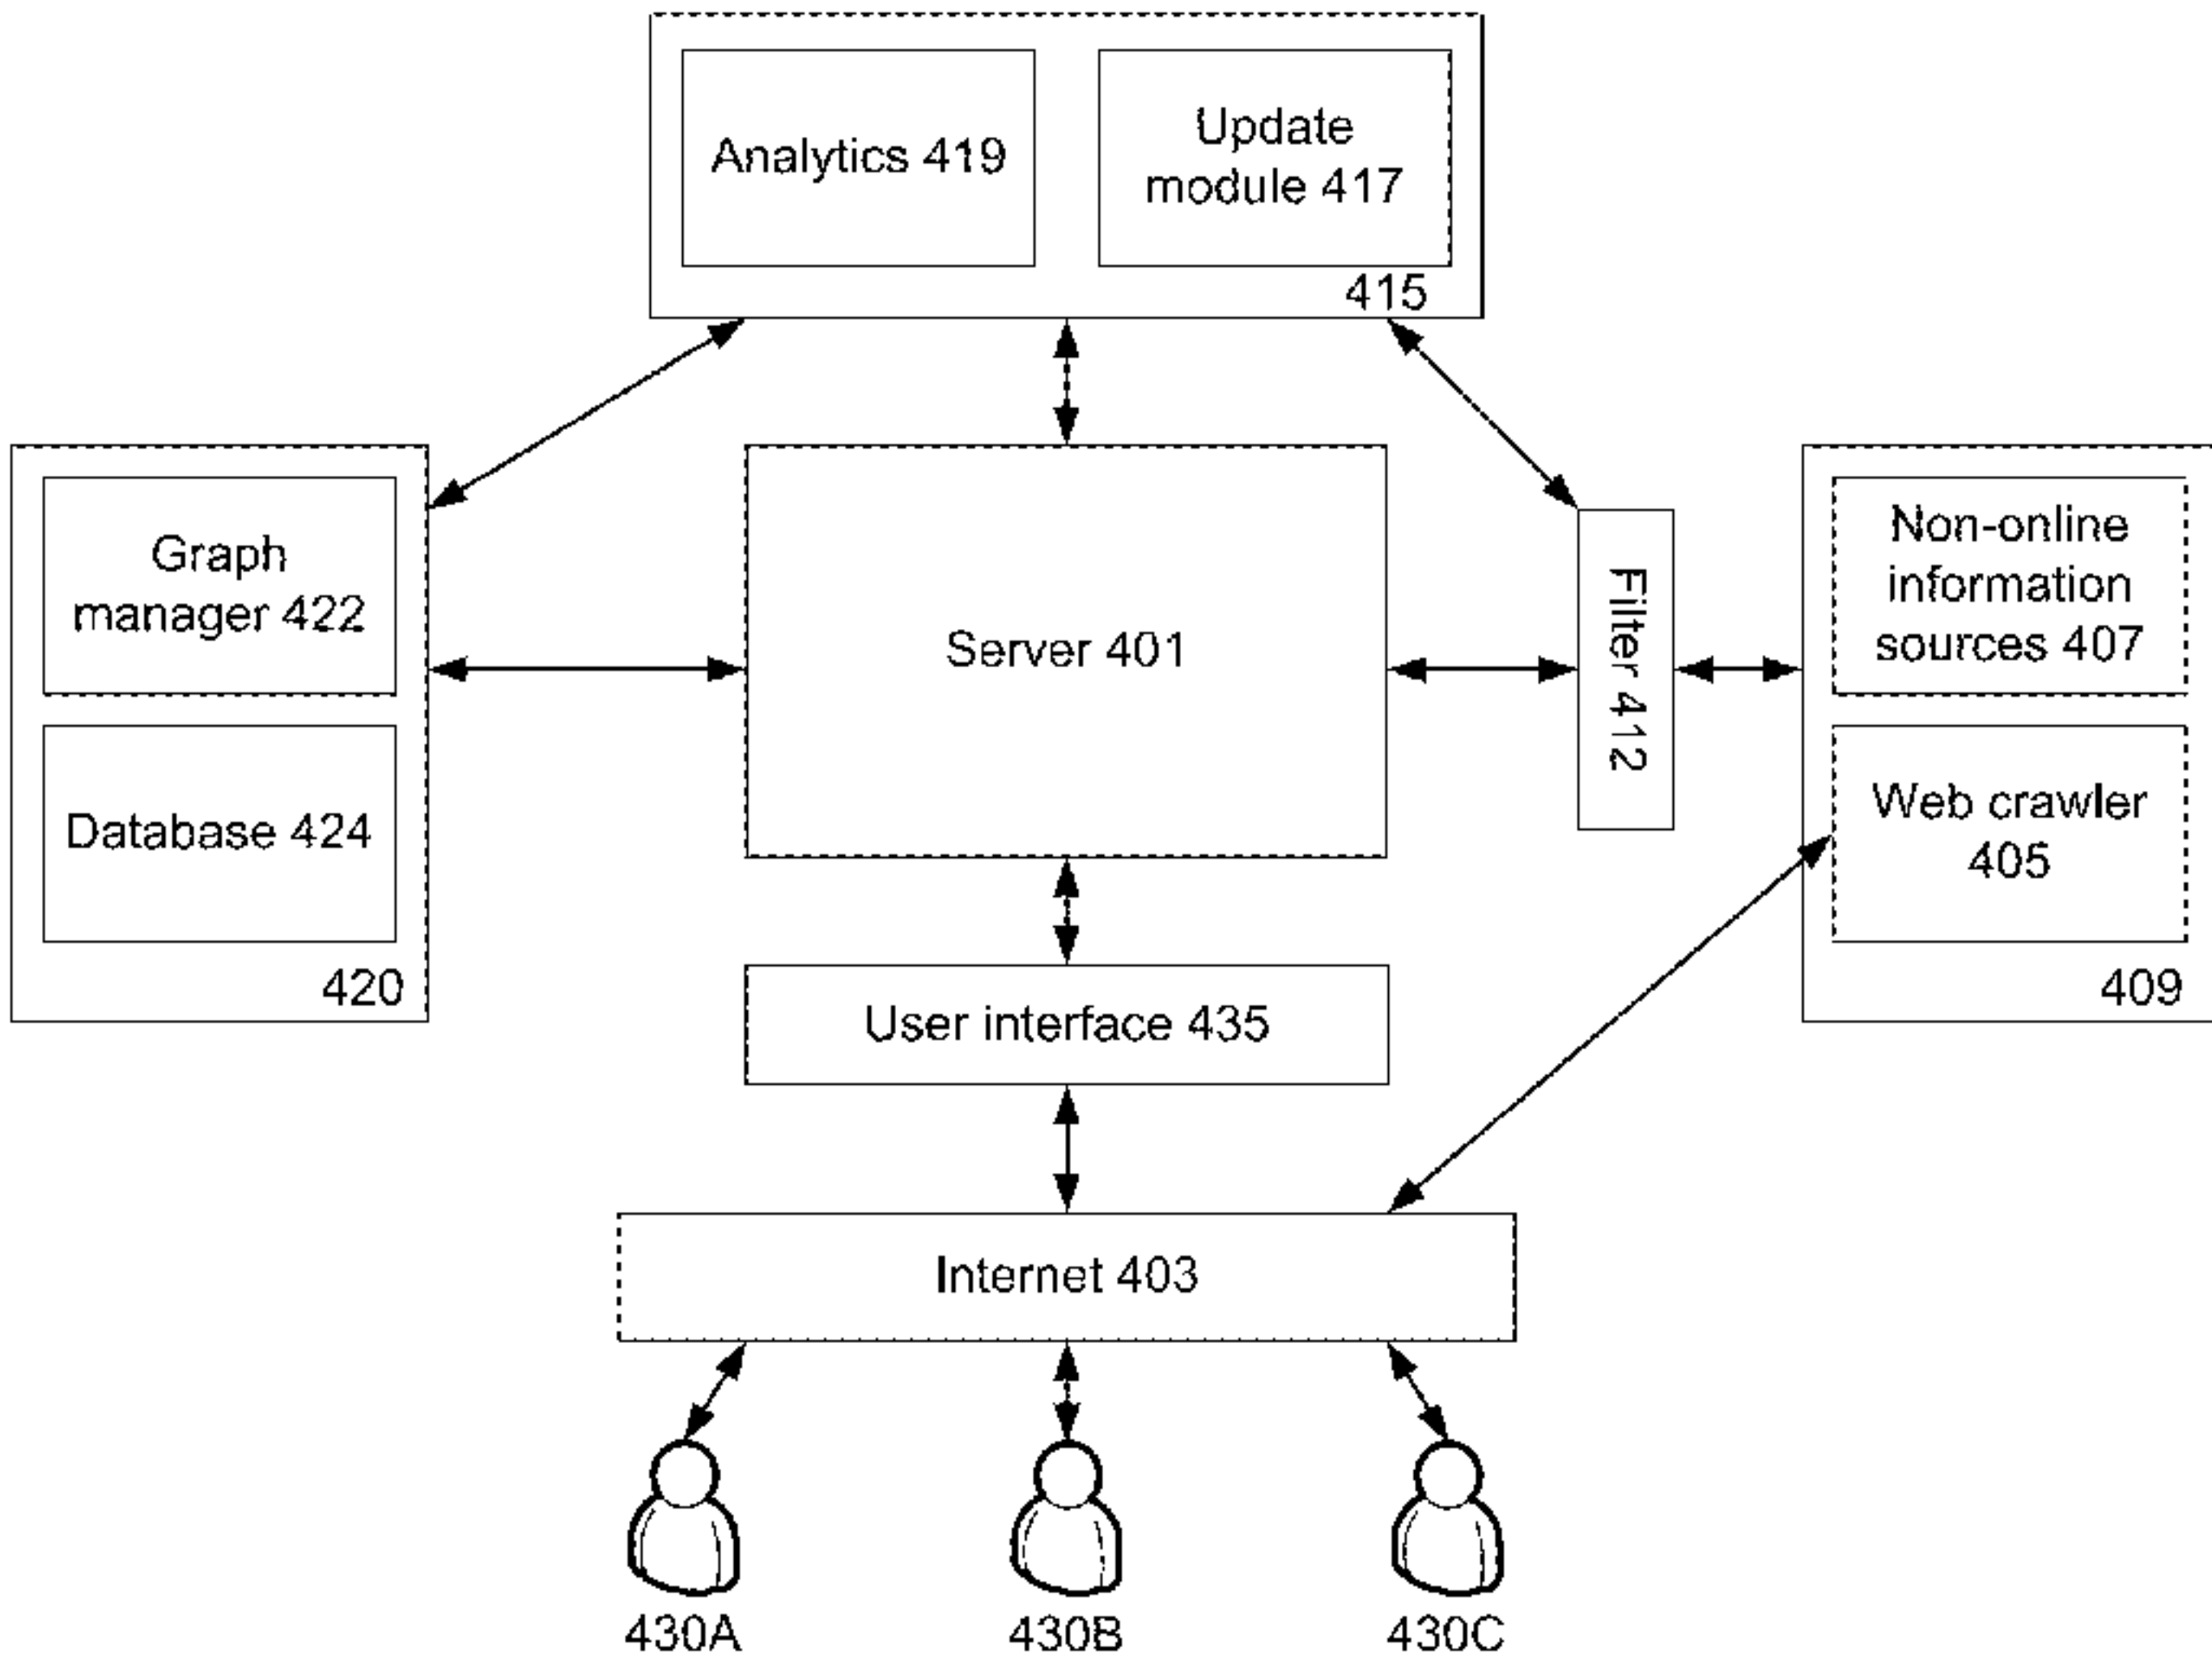 Analytics 419
Update
module 417
415
Graph
manager 422
Database 424
420
Server 401
Filter 412
Non-online
information
sources 407
Web crawler
405
409
User interface 435
Internet 403
430A
430B
430C